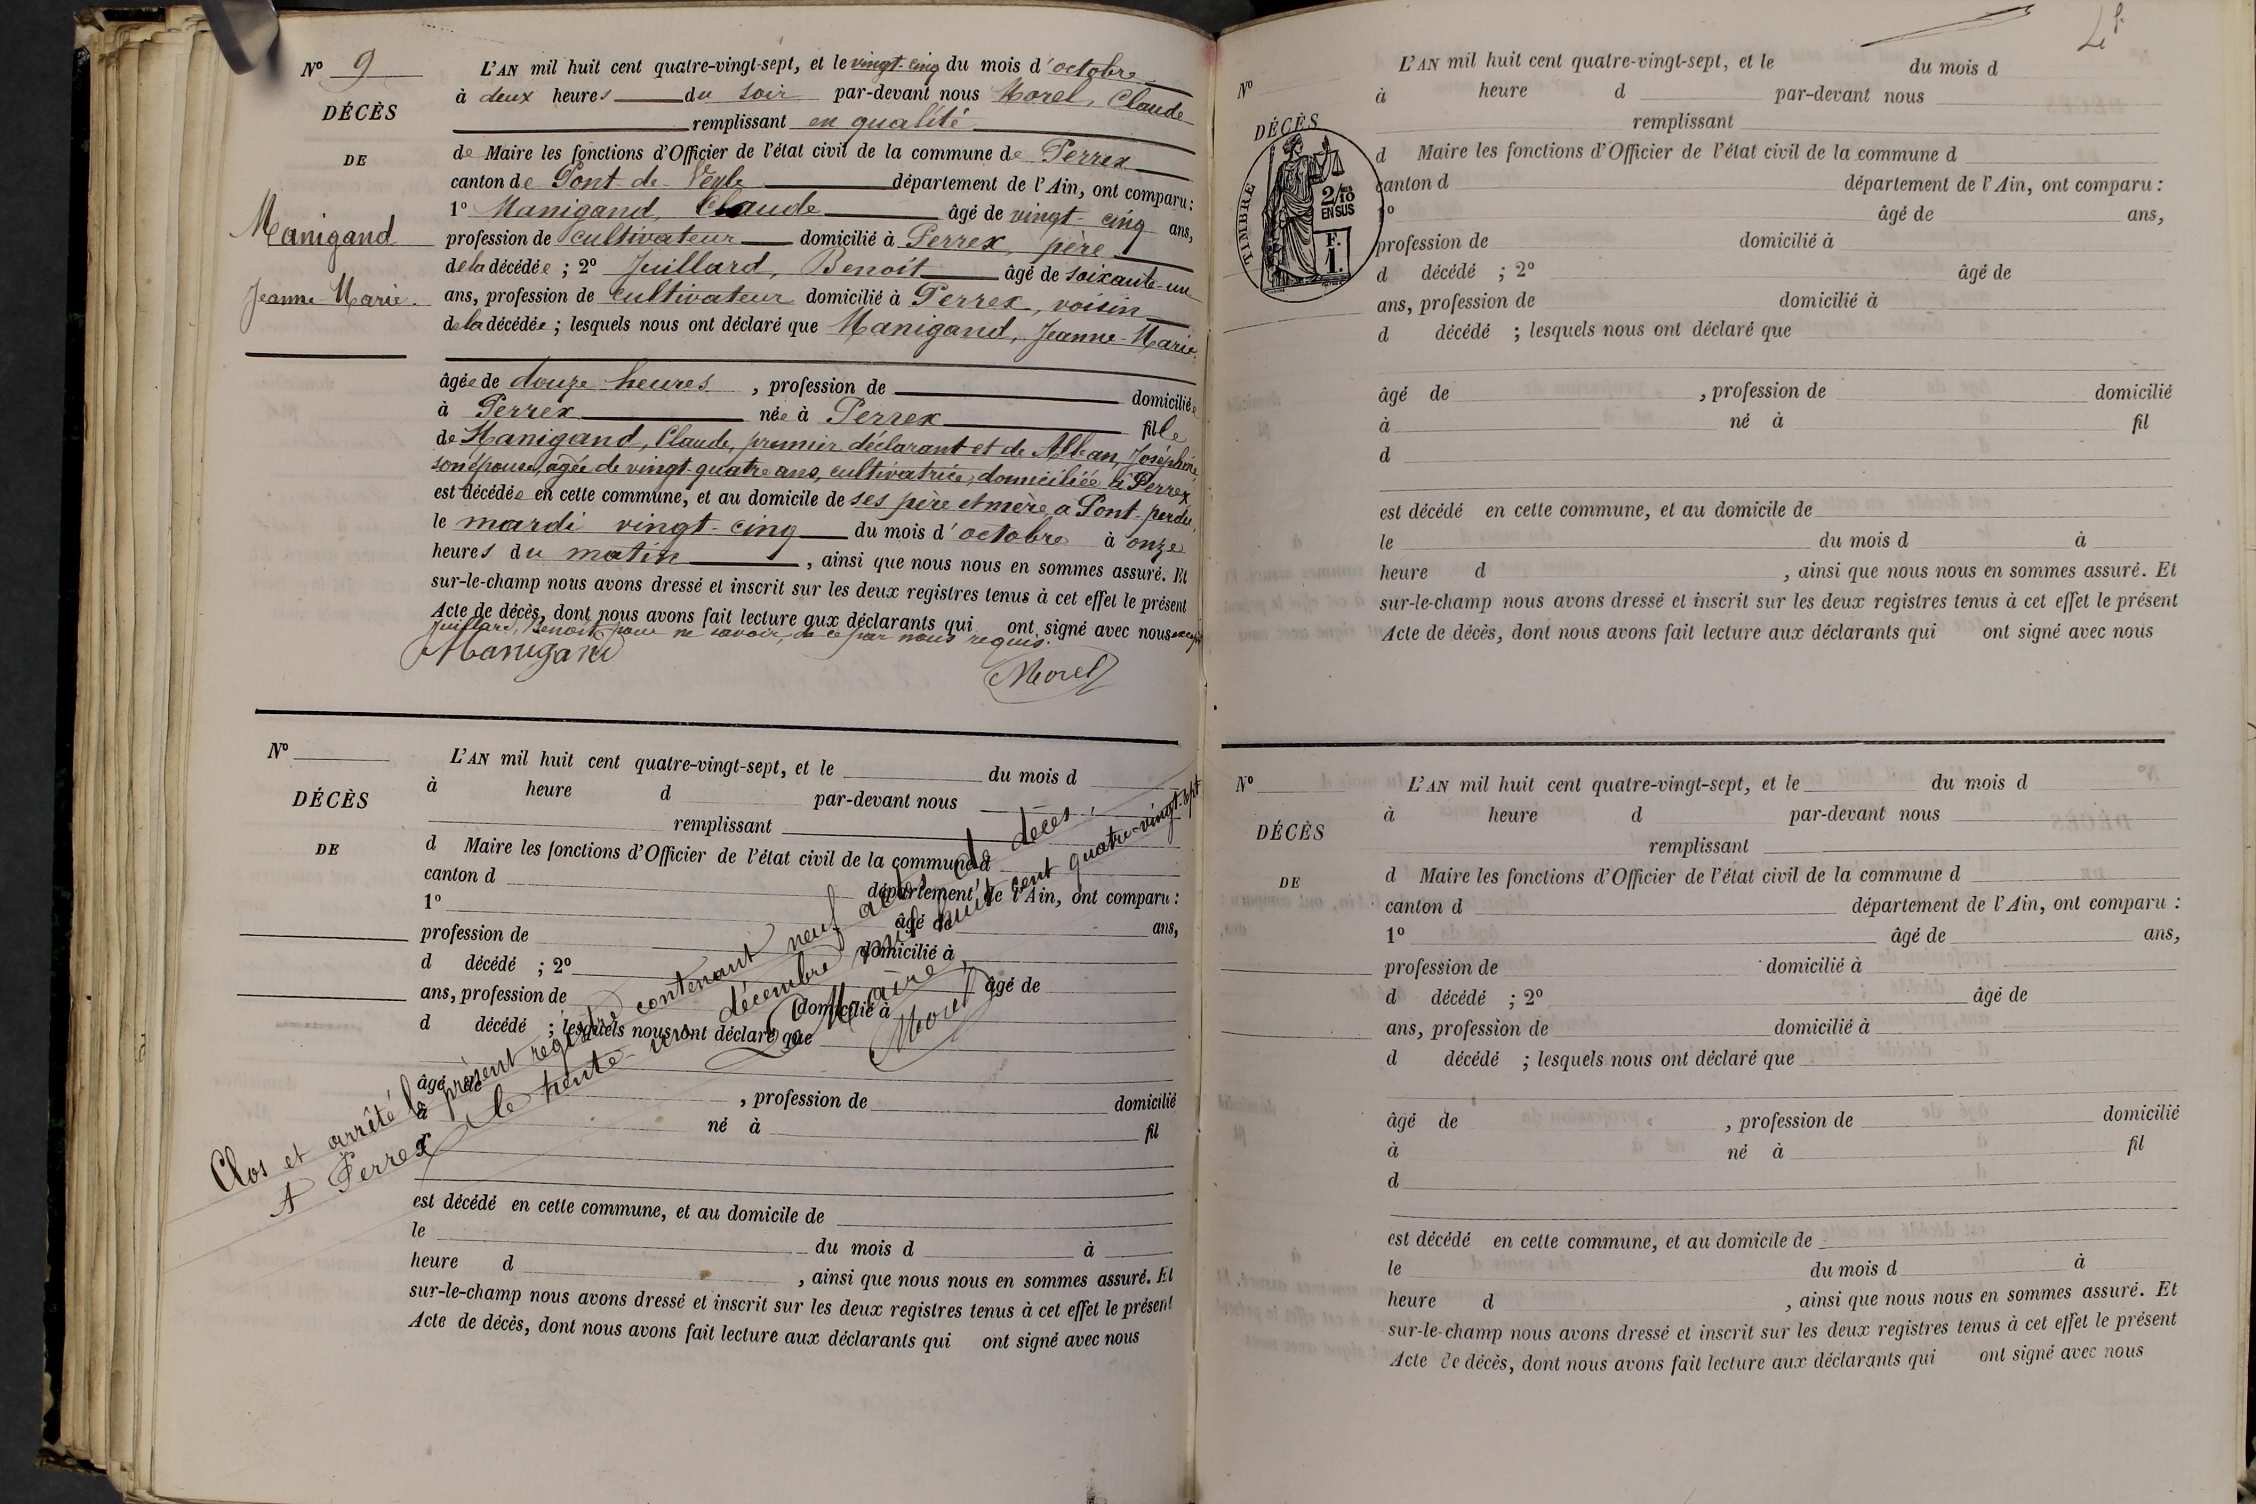 N° 9
DÉCÈS
DE
Manigand
Jeanne-Marie.
L'AN mil huit cent quatre-vingt-sept, et le vingt-cinq du mois d'octobre
à deux heures du soir par-devant nous Morel, Claude
remplissant en qualité
de Maire les fonctions d'Officier de l'état civil de la commune de Perrex
canton de Pont-de-Veyle département de l'Ain, ont comparu :
1° Manigand, Claude âgé de vingt-cinq ans,
profession de cultivateur domicilié à Perrex, père
de la décédée ; 2° Juillard, Benoît âgé de soixante-un
ans, profession de cultivateur domicilié à Perrex, voisin
de la décédée ; lesquels nous ont déclaré que Manigand, Jeanne-Marie,
âgée de douze heures , profession de domiciliée
à Perrex née à Perrex fille
de Manigand, Claude, premier déclarant et de Alban, Joséphine,
son épouse, âgée de vingt-quatre ans, cultivatrice, domiciliée à Perrex,
est décédée en cette commune, et au domicile de ses père et mère, à Pont-perdu,
le mardi vingt-cinq du mois d'octobre à onze
heures du matin , ainsi que nous nous en sommes assuré. Et
sur-le-champ nous avons dressé et inscrit sur les deux registres tenus à cet effet le présent
Acte de décès, dont nous avons fait lecture aux déclarants qui ont signé avec nous excepté
Juillard, Benoît pour ne savoir, de ce par nous requis.
Manigand
Morel
N°
DÉCÈS
DE
L'AN mil huit cent quatre-vingt-sept, et le du mois d
à heure d par-devant nous
remplissant
d Maire les fonctions d'Officier de l'état civil de la commune d
canton d département de l'Ain, ont comparu :
1° âgé de ans,
profession de domicilié à
d décédé ; 2° âgé de
ans, profession de domicilié à
d décédé ; lesquels nous ont déclaré que
âgé de , profession de domicilié
à né à fil
d
est décédé en cette commune, et au domicile de
le du mois d à
heure d , ainsi que nous nous en sommes assuré. Et
sur-le-champ nous avons dressé et inscrit sur les deux registres tenus à cet effet le présent
Acte de décès, dont nous avons fait lecture aux déclarants qui ont signé avec nous
Clos et arrêté le présent registre contenant neuf actes de décès,
A Perrex le trente-un décembre mil huit cent quatre-vingt-sept
Le Maire,
Morel
N°
DÉCÈS
TIMBRE
2/10
EN SUS
F.
1.
L'AN mil huit cent quatre-vingt-sept, et le du mois d
à heure d par-devant nous
remplissant
d Maire les fonctions d'Officier de l'état civil de la commune d
canton d département de l'Ain, ont comparu :
1° âgé de ans,
profession de domicilié à
d décédé ; 2° âgé de
ans, profession de domicilié à
d décédé ; lesquels nous ont déclaré que
âgé de , profession de domicilié
à né à fil
d
est décédé en cette commune, et au domicile de
le du mois d à
heure d , ainsi que nous nous en sommes assuré. Et
sur-le-champ nous avons dressé et inscrit sur les deux registres tenus à cet effet le présent
Acte de décès, dont nous avons fait lecture aux déclarants qui ont signé avec nous
N°
DÉCÈS
DE
L'AN mil huit cent quatre-vingt-sept, et le du mois d
à heure d par-devant nous
remplissant
d Maire les fonctions d'Officier de l'état civil de la commune d
canton d département de l'Ain, ont comparu :
1° âgé de ans,
profession de domicilié à
d décédé ; 2° âgé de
ans, profession de domicilié à
d décédé ; lesquels nous ont déclaré que
âgé de , profession de domicilié
à né à fil
d
est décédé en cette commune, et au domicile de
le du mois d à
heure d , ainsi que nous nous en sommes assuré. Et
sur-le-champ nous avons dressé et inscrit sur les deux registres tenus à cet effet le présent
Acte de décès, dont nous avons fait lecture aux déclarants qui ont signé avec nous